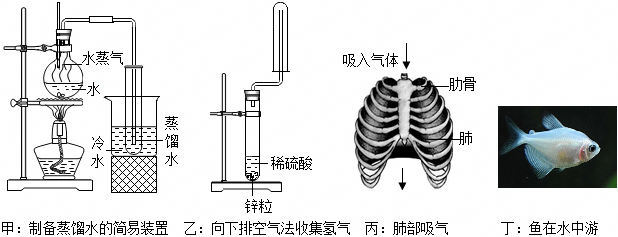 水蒸气
水
冷水
蒸馏水
稀硫酸
锌粒
吸入气体
肋骨
肺
甲：制备蒸馏水的简易装置
乙：向下排空气法收集氢气
丙：肺部吸气
丁：鱼在水中游